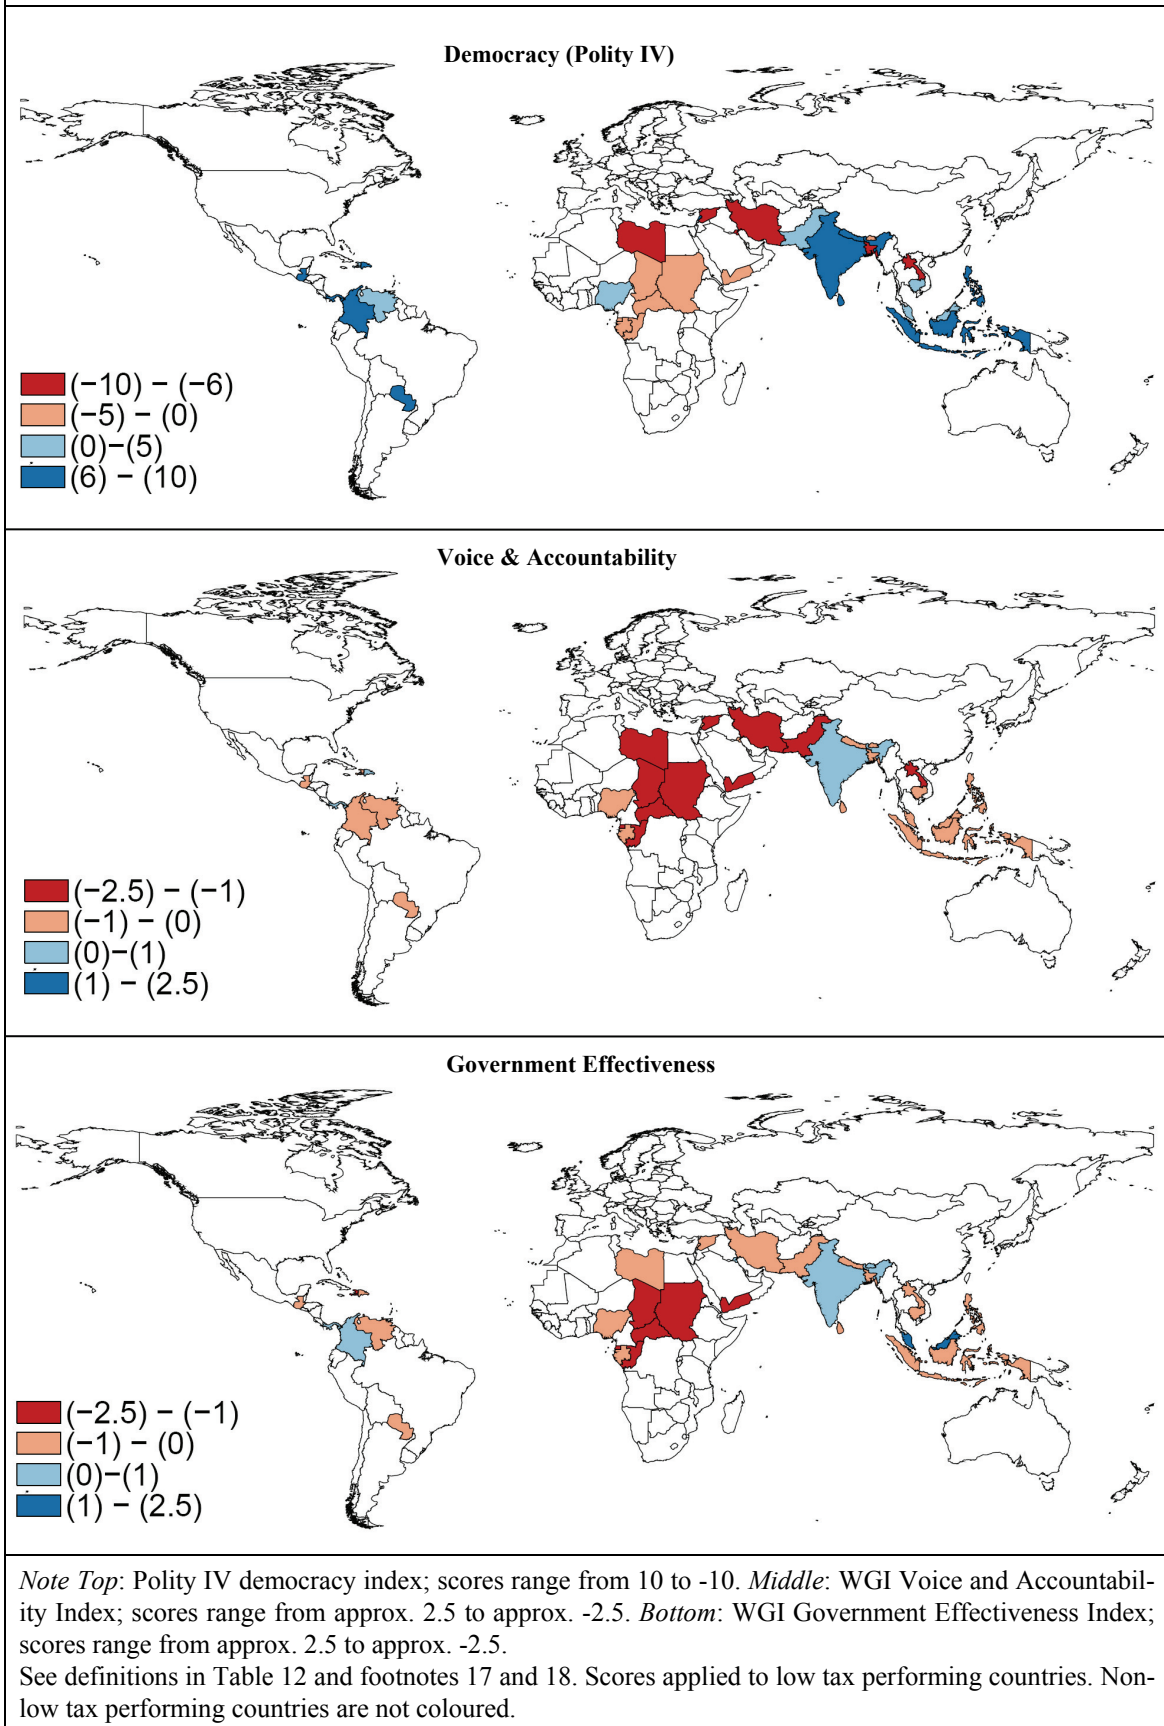 Democracy (Polity IV)
(−10) − (−6)
(−5) − (0)
(0)−(5)
(6) − (10)
Voice & Accountability
(−2.5) − (−1)
(−1) − (0)
(0)−(1)
(1) − (2.5)
Government Effectiveness
(−2.5) − (−1)
(−1) − (0)
(0)−(1)
(1) − (2.5)
Note Top: Polity IV democracy index; scores range from 10 to -10. Middle: WGI Voice and Accountabil-
ity Index; scores range from approx. 2.5 to approx. -2.5. Bottom: WGI Government Effectiveness Index;
scores range from approx. 2.5 to approx. -2.5.
See definitions in Table 12 and footnotes 17 and 18. Scores applied to low tax performing countries. Non-
low tax performing countries are not coloured.